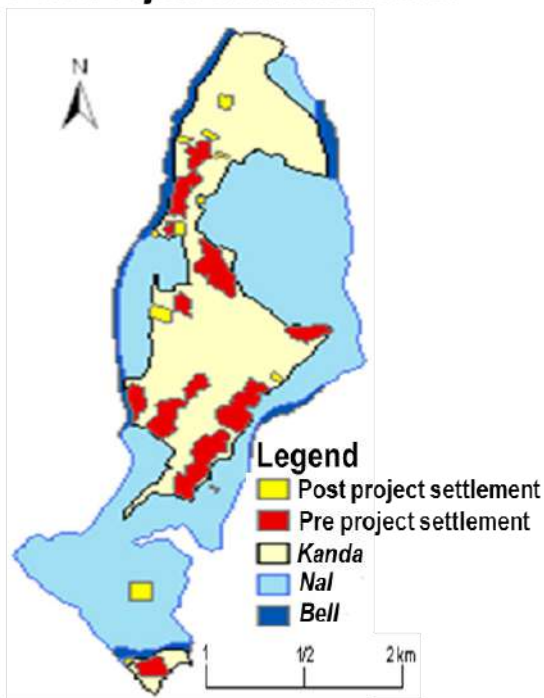 N
Legend
Post project settlement
Pre project settlement
Kanda
Nal
Bell
1 1/2 2 km